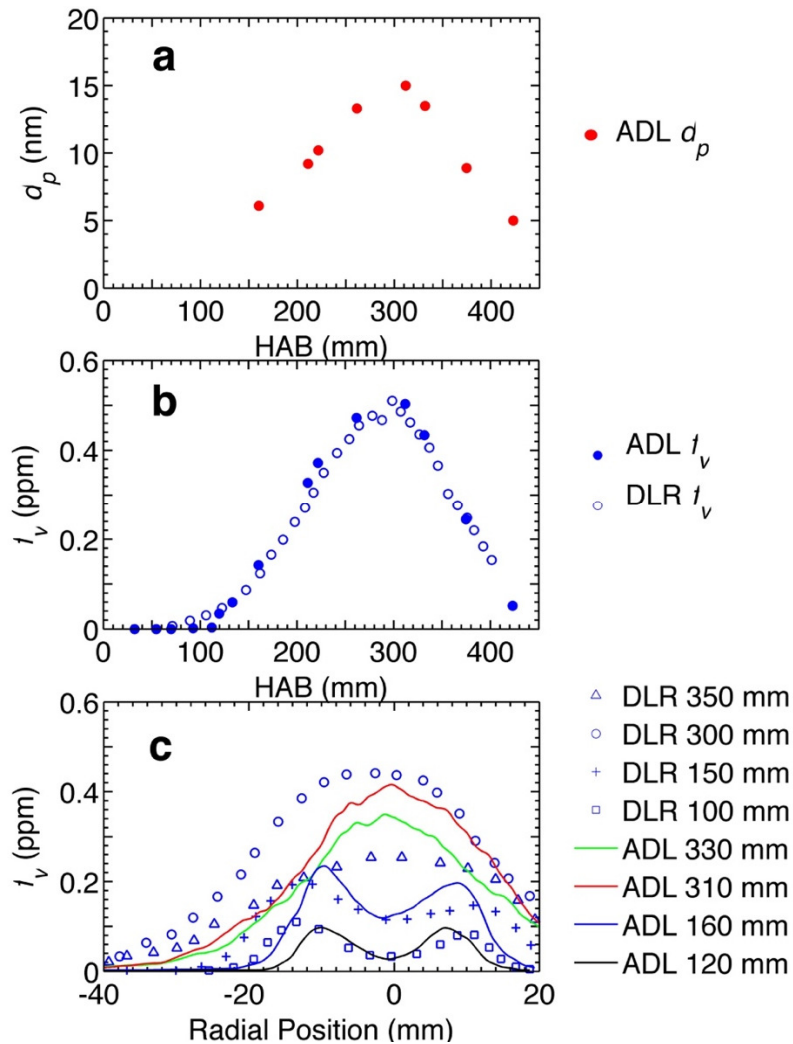 a
20
15
10
5
0
d_p (nm)
0 100 200 300 400
HAB (mm)
ADL d_p
b
0.6
0.4
0.2
0
f_v (ppm)
0 100 200 300 400
HAB (mm)
ADL f_v
DLR f_v
c
0.6
0.4
0.2
0
f_v (ppm)
-40 -20 0 20
Radial Position (mm)
DLR 350 mm
DLR 300 mm
DLR 150 mm
DLR 100 mm
ADL 330 mm
ADL 310 mm
ADL 160 mm
ADL 120 mm